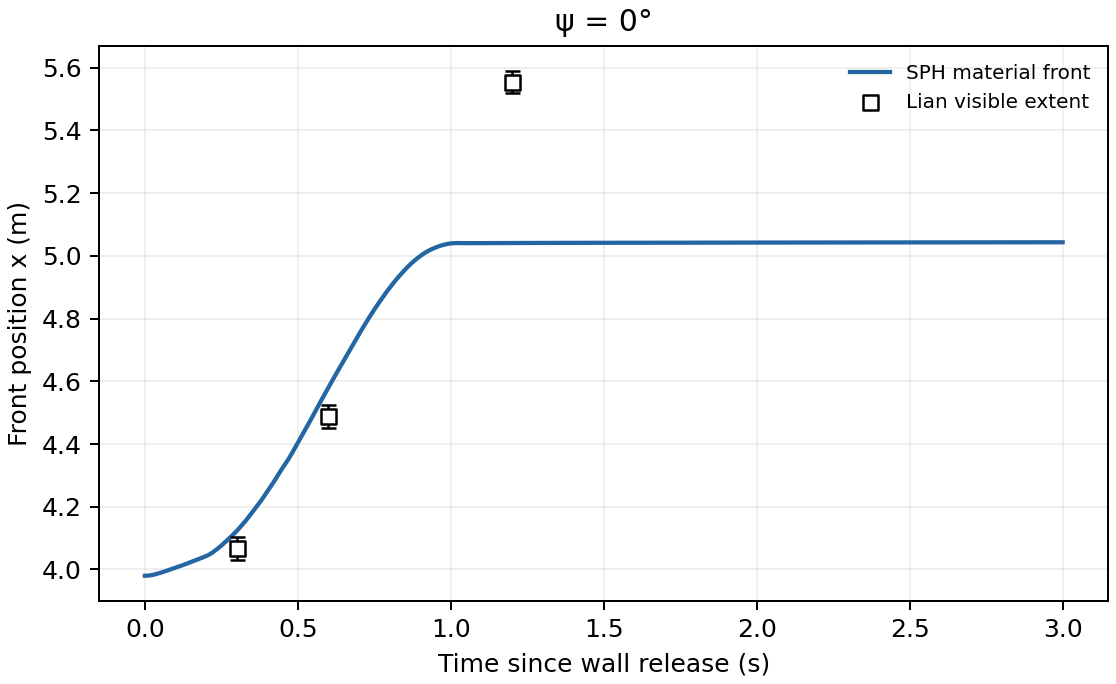 ψ = 0°
SPH material front
Lian visible extent
5.6
5.4
5.2
5.0
4.8
4.6
4.4
4.2
4.0
Front position x (m)
0.0 0.5 1.0 1.5 2.0 2.5 3.0
Time since wall release (s)